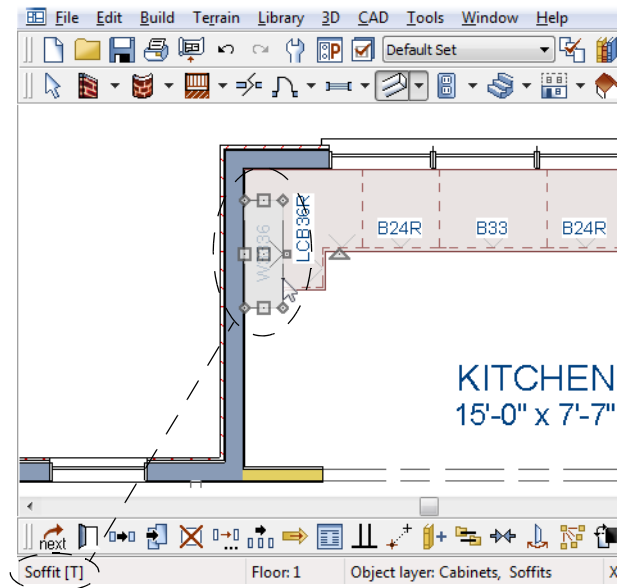 File Edit Build Terrain Library 3D CAD Tools Window Help
P Default Set
LCB36R
B24R B33 B24R
KITCHEN
15'-0" x 7'-7"
next
Soffit [T] Floor: 1 Object layer: Cabinets, Soffits X